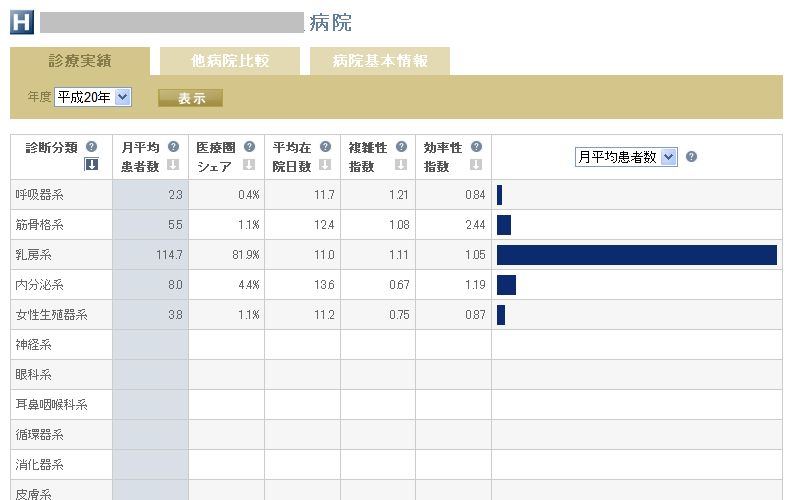 H 病院
診療実績 他病院比較 病院基本情報
年度 平成20年 表示
診断分類 ? 月平均患者数 ? 医療圏シェア ? 平均在院日数 ? 複雑性指数 ? 効率性指数 ? 月平均患者数 ?
呼吸器系 2.3 0.4% 11.7 1.21 0.84
筋骨格系 5.5 1.1% 12.4 1.08 2.44
乳房系 114.7 81.9% 11.0 1.11 1.05
内分泌系 8.0 4.4% 13.6 0.67 1.19
女性生殖器系 3.8 1.1% 11.2 0.75 0.87
神経系
眼科系
耳鼻咽喉科系
循環器系
消化器系
皮膚系